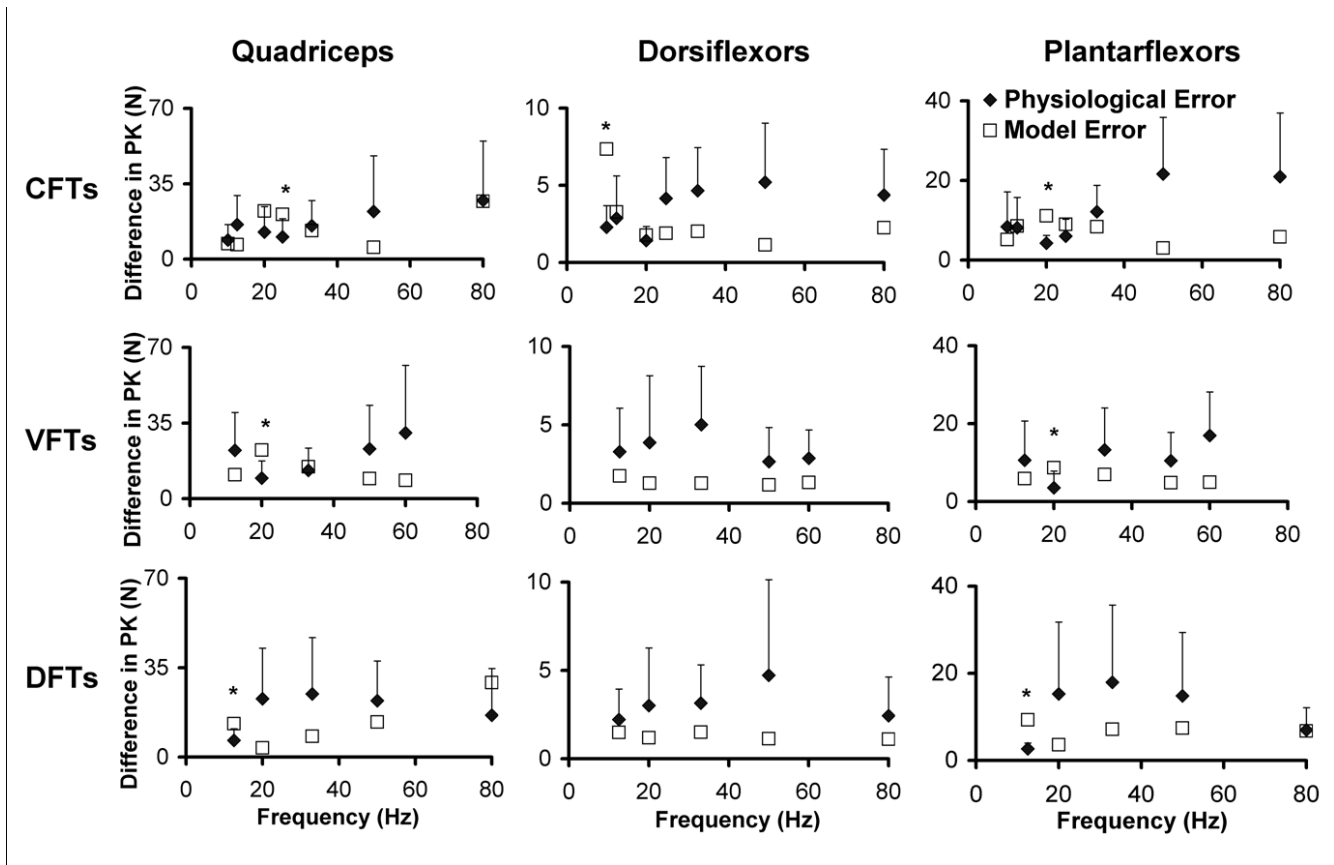 Quadriceps Dorsiflexors Plantarflexors
CFTs
Difference in PK (N)
70
35
0
0 20 40 60 80
*
10
5
0
0 20 40 60 80
*
40
20
0
0 20 40 60 80
*
Physiological Error
Model Error
VFTs
Difference in PK (N)
70
35
0
0 20 40 60 80
*
10
5
0
0 20 40 60 80
40
20
0
0 20 40 60 80
*
DFTs
Difference in PK (N)
70
35
0
0 20 40 60 80
*
Frequency (Hz)
10
5
0
0 20 40 60 80
Frequency (Hz)
40
20
0
0 20 40 60 80
*
Frequency (Hz)